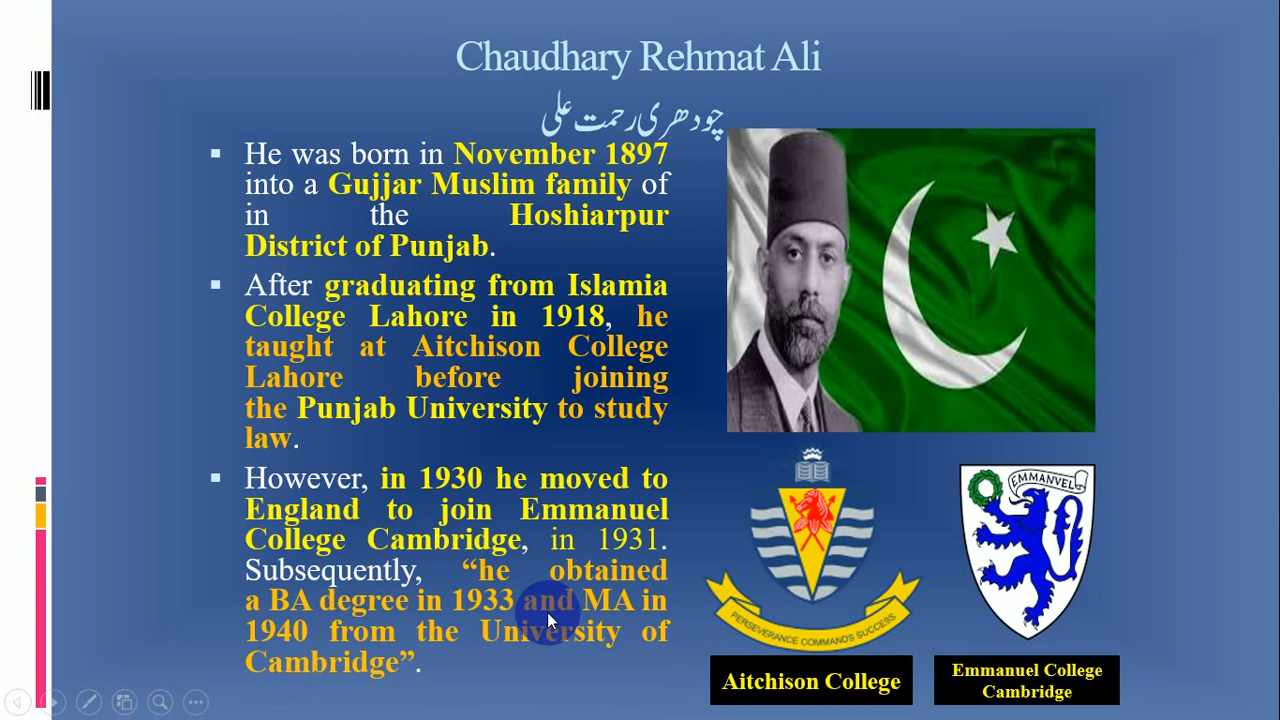 Chaudhary Rehmat Ali
چودھری رحمت علی
He was born in November 1897
into a Gujjar Muslim family of
in the Hoshiarpur
District of Punjab.
After graduating from Islamia
College Lahore in 1918, he
taught at Aitchison College
Lahore before joining
the Punjab University to study
law.
However, in 1930 he moved to
England to join Emmanuel
College Cambridge, in 1931.
Subsequently, “he obtained
a BA degree in 1933 and MA in
1940 from the University of
Cambridge”.
PERSEVERANCE COMMANDS SUCCESS
Aitchison College
EMMANVEL
Emmanuel College
Cambridge